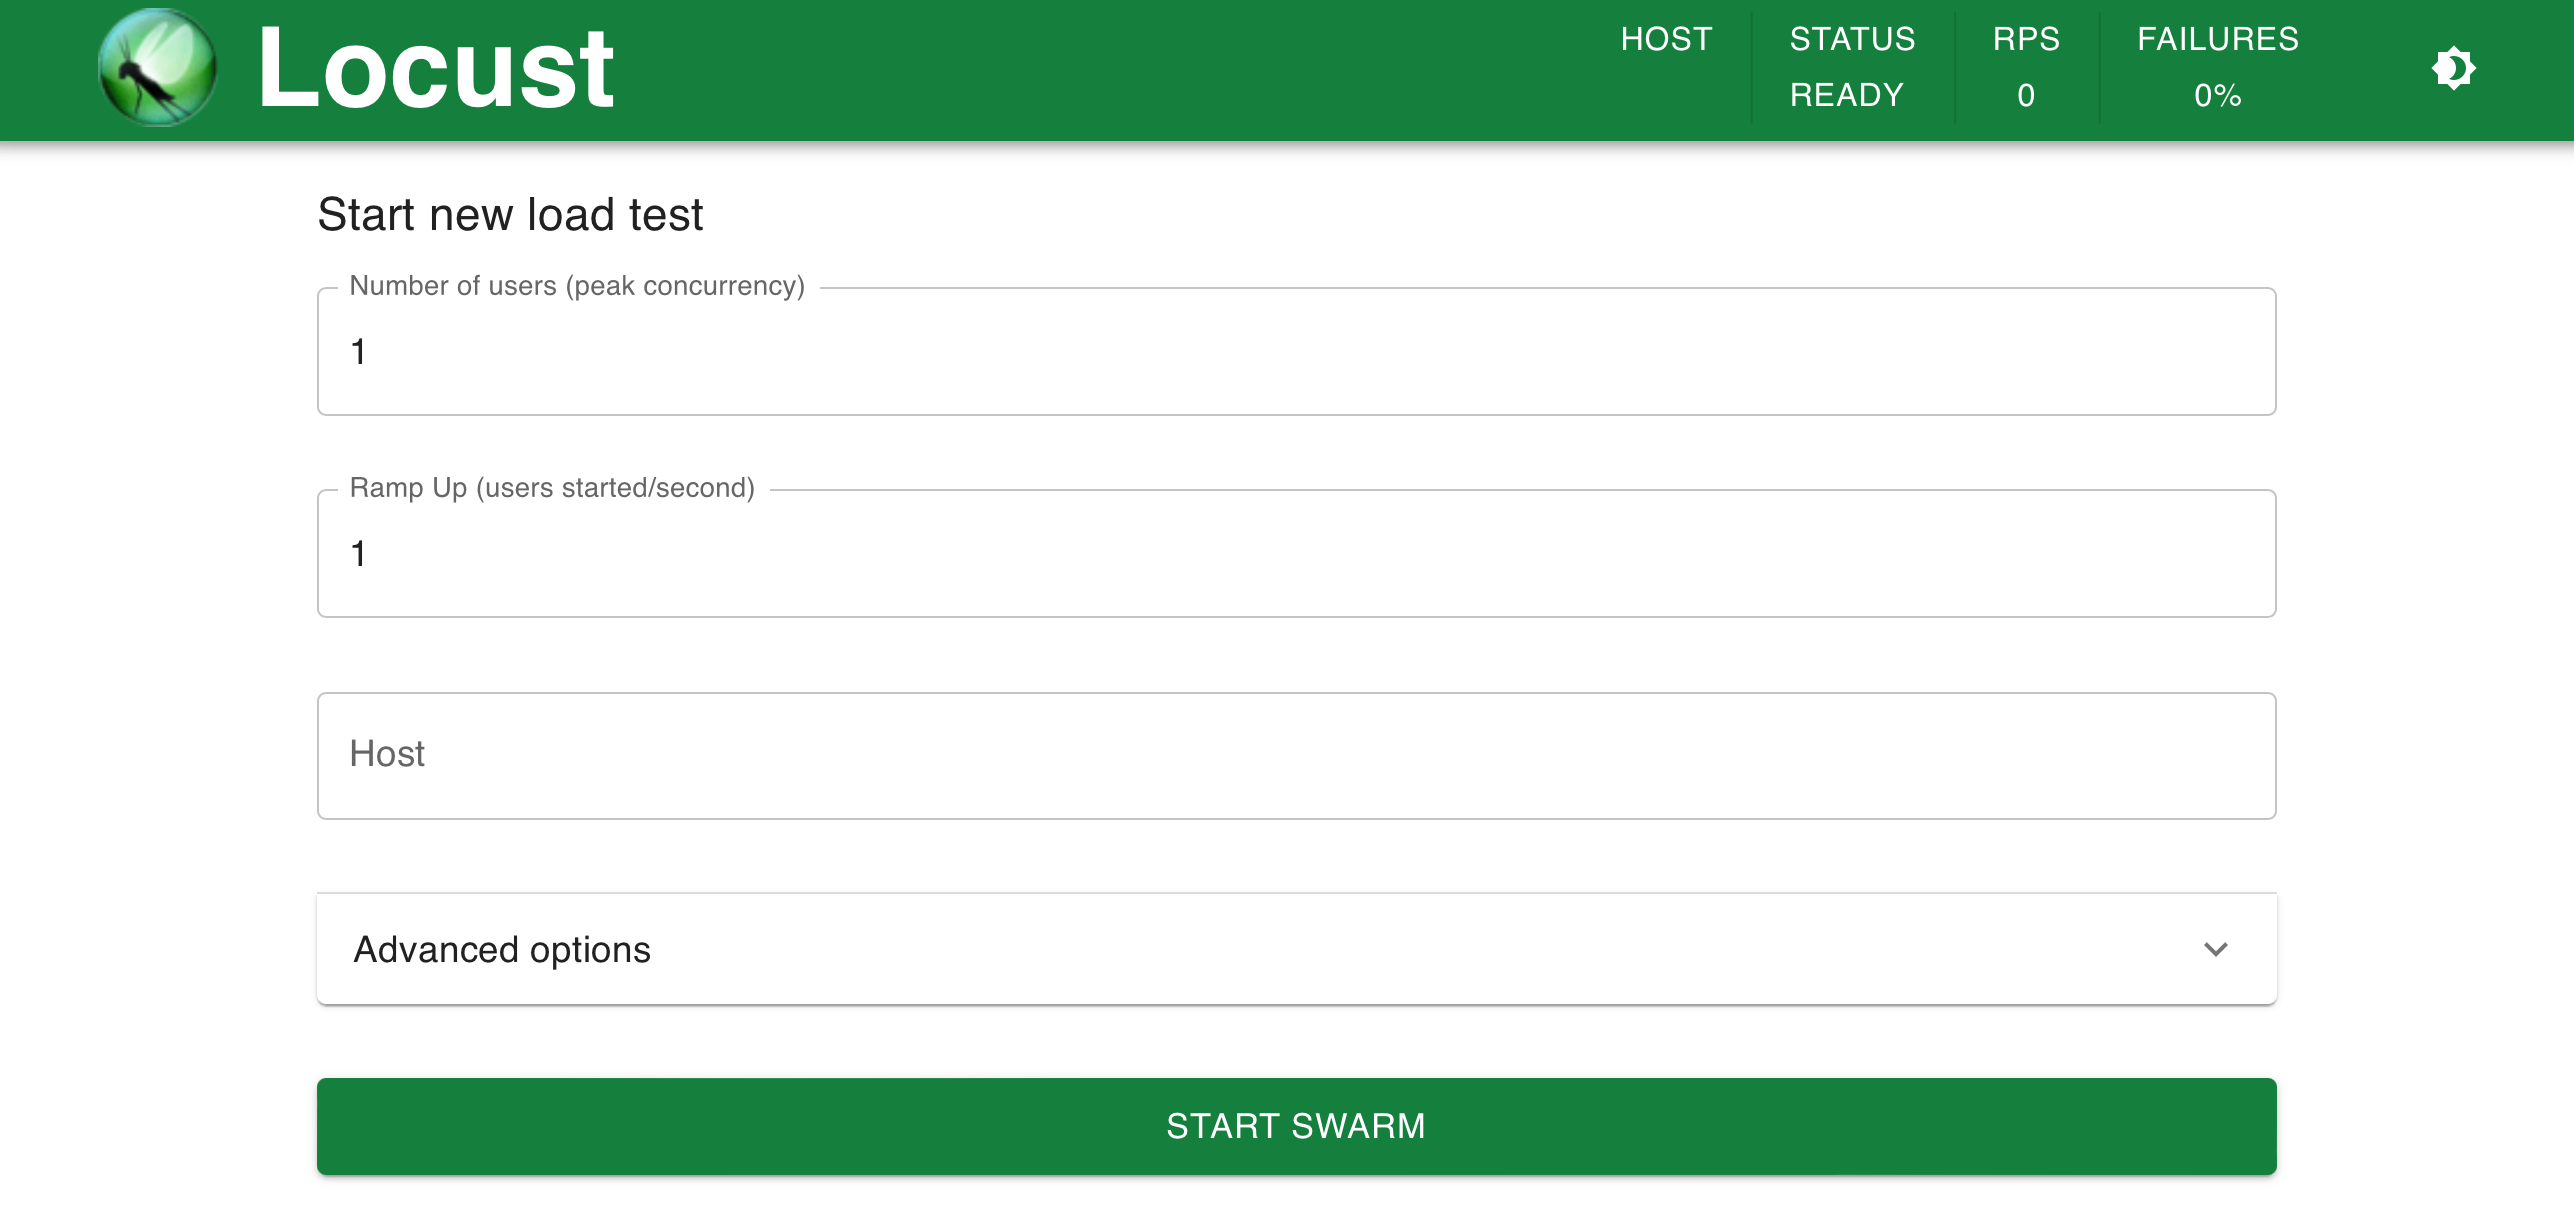 Locust
HOST
STATUS
READY
RPS
0
FAILURES
0%
Start new load test
Number of users (peak concurrency)
1
Ramp Up (users started/second)
1
Host
Advanced options
START SWARM